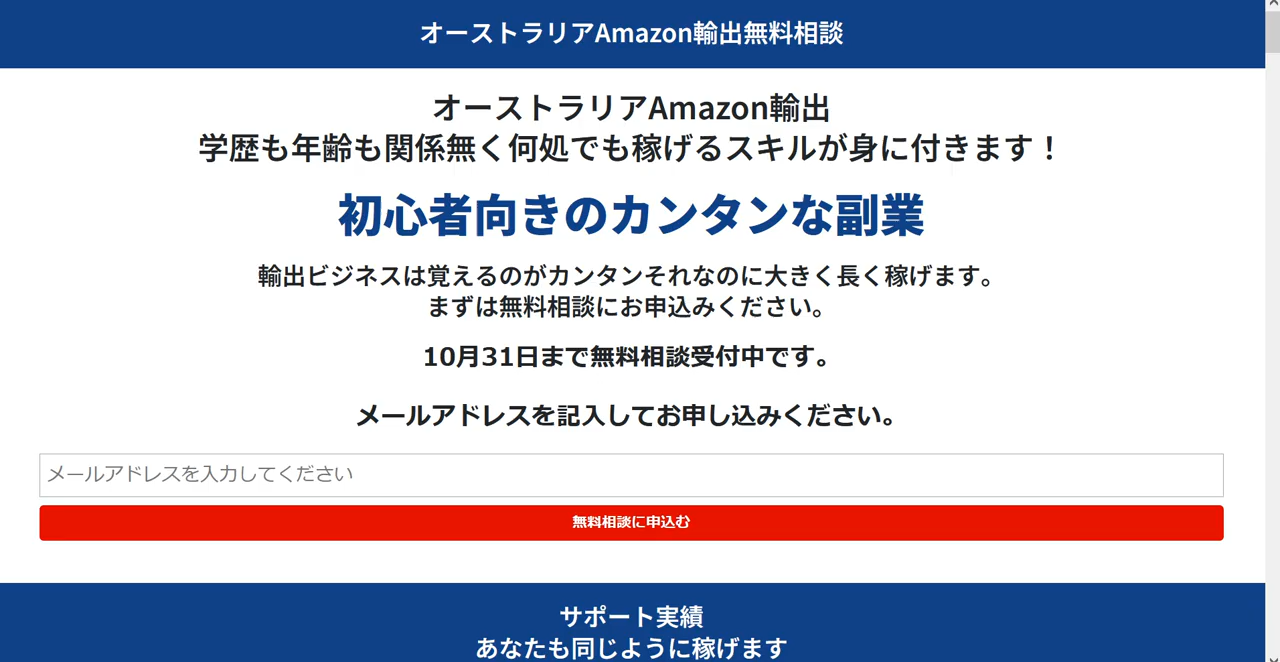 オーストラリアAmazon輸出無料相談
オーストラリアAmazon輸出
学歴も年齢も関係無く何処でも稼げるスキルが身に付きます！
初心者向きのカンタンな副業
輸出ビジネスは覚えるのがカンタンそれなのに大きく長く稼げます。
まずは無料相談にお申込みください。
10月31日まで無料相談受付中です。
メールアドレスを記入してお申し込みください。
メールアドレスを入力してください
無料相談に申込む
サポート実績
あなたも同じように稼げます